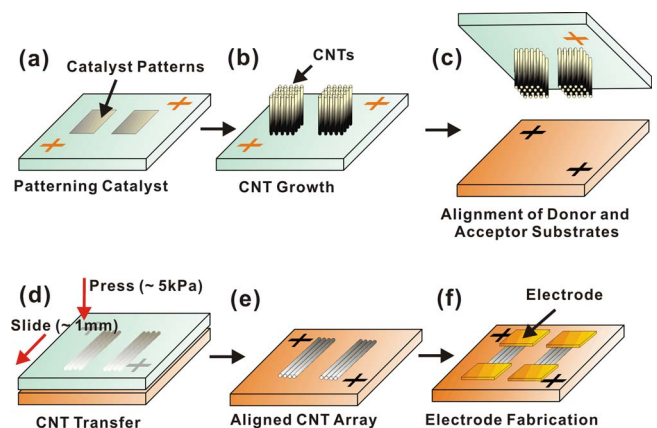 (a)
Catalyst Patterns
Patterning Catalyst
(b)
CNTs
CNT Growth
(c)
Alignment of Donor and
Acceptor Substrates
(d)
Press (~ 5kPa)
Slide (~ 1mm)
CNT Transfer
(e)
Aligned CNT Array
(f)
Electrode
Electrode Fabrication